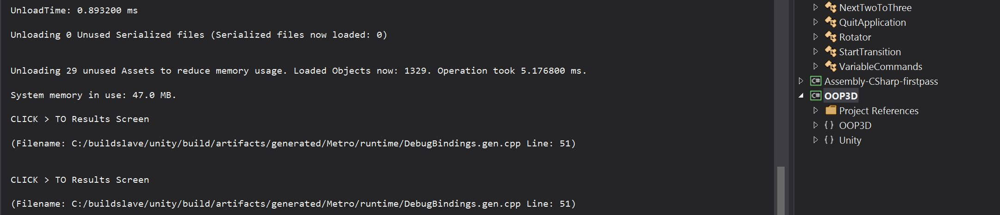 UnloadTime: 0.893200 ms
Unloading 0 Unused Serialized files (Serialized files now loaded: 0)
Unloading 29 unused Assets to reduce memory usage. Loaded Objects now: 1329. Operation took 5.176800 ms.
System memory in use: 47.0 MB.
CLICK > TO Results Screen
(Filename: C:/buildslave/unity/build/artifacts/generated/Metro/runtime/DebugBindings.gen.cpp Line: 51)
CLICK > TO Results Screen
(Filename: C:/buildslave/unity/build/artifacts/generated/Metro/runtime/DebugBindings.gen.cpp Line: 51)
NextTwoToThree
QuitApplication
Rotator
StartTransition
VariableCommands
C# Assembly-CSharp-firstpass
C# OOP3D
Project References
{ } OOP3D
{ } Unity